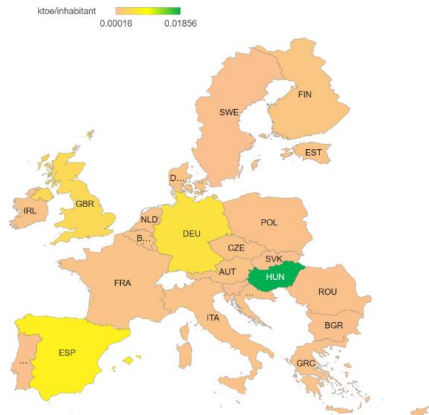 ktoe/inhabitant
0.00016 0.01856
FIN
SWE
EST
D...
IRL
GBR
NLD
POL
B...
DEU
CZE
SVK
AUT
HUN
FRA
...
ROU
ITA
BGR
ESP
...
GRC